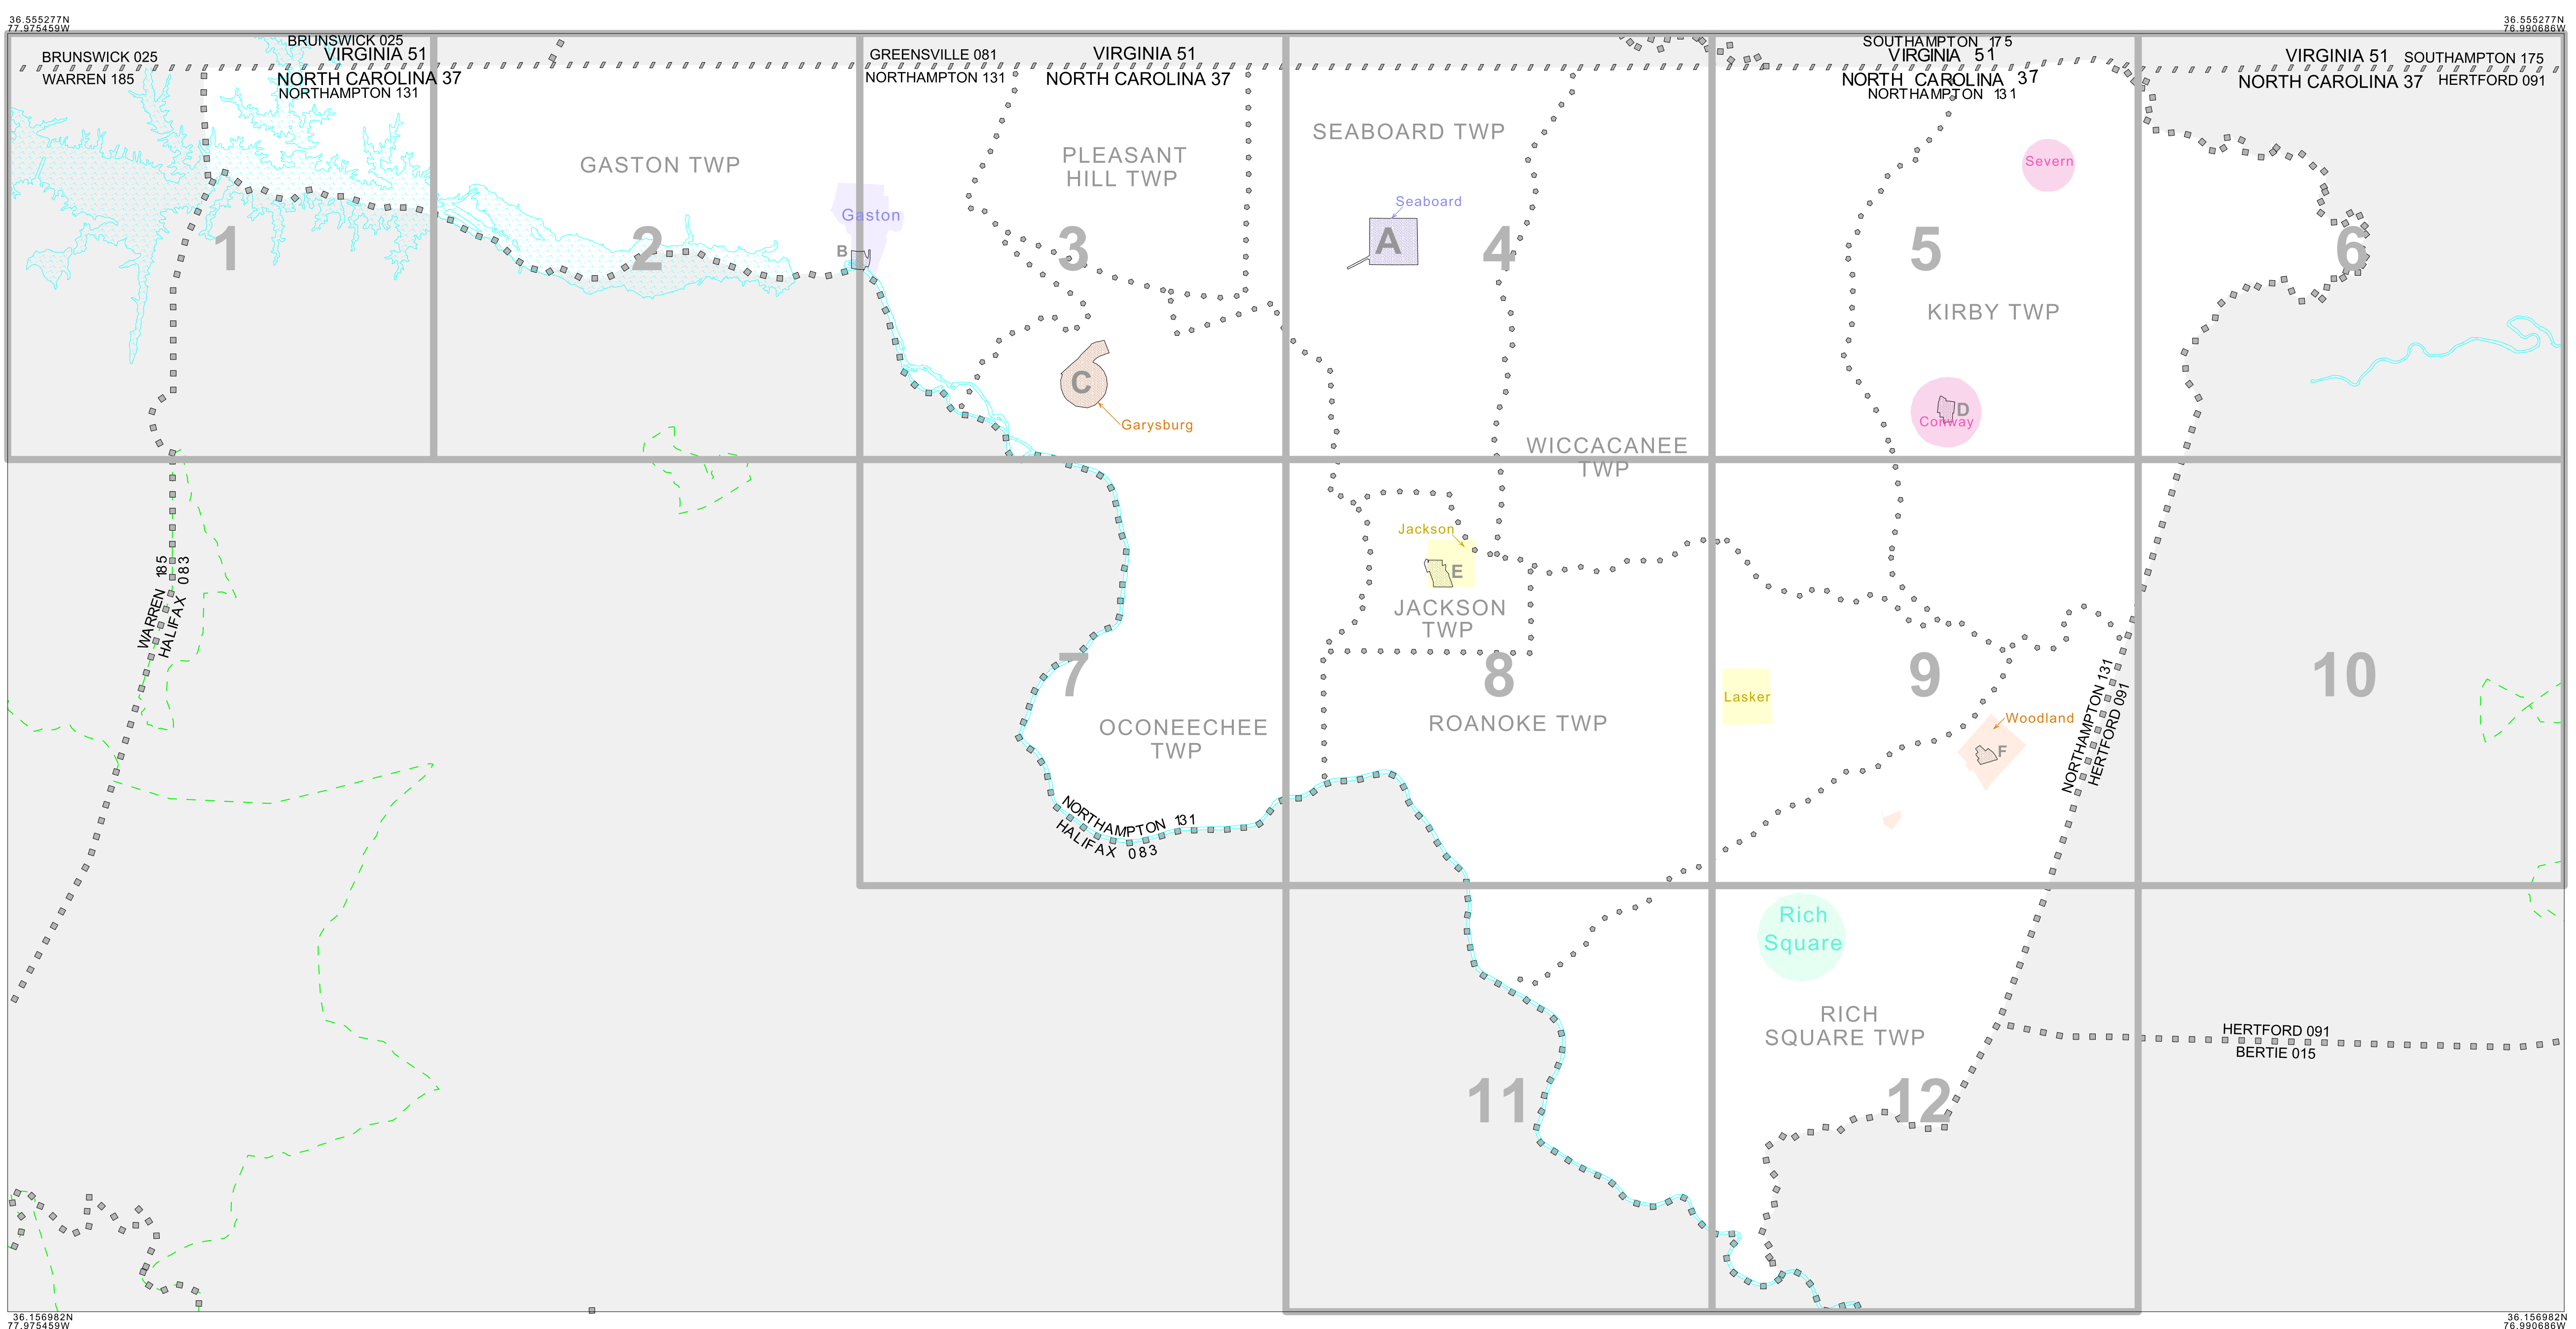 36.555277N
77.975459W
36.555277N
76.990686W
BRUNSWICK 025
BRUNSWICK 025
VIRGINIA 51
GREENSVILLE 081
VIRGINIA 51
SOUTHAMPTON 175
VIRGINIA 51
VIRGINIA 51
SOUTHAMPTON 175
WARREN 185
NORTH CAROLINA 37
NORTHAMPTON 131
NORTHAMPTON 131
NORTH CAROLINA 37
NORTH CAROLINA 37
NORTHAMPTON 131
NORTH CAROLINA 37
HERTFORD 091
SEABOARD TWP
GASTON TWP
PLEASANT
HILL TWP
Severn
Seaboard
Gaston
1
2
B
3
A
4
5
6
KIRBY TWP
C
Garysburg
D
Conway
WICCACANEE
TWP
Jackson
E
JACKSON
TWP
WARREN 185
HALIFAX 083
7
8
9
10
Lasker
OCONEECHEE
TWP
ROANOKE TWP
Woodland
F
NORTHAMPTON 131
HERTFORD 091
NORTHAMPTON 131
HALIFAX 083
Rich
Square
RICH
SQUARE TWP
HERTFORD 091
BERTIE 015
11
12
36.156982N
77.975459W
36.156982N
76.990686W